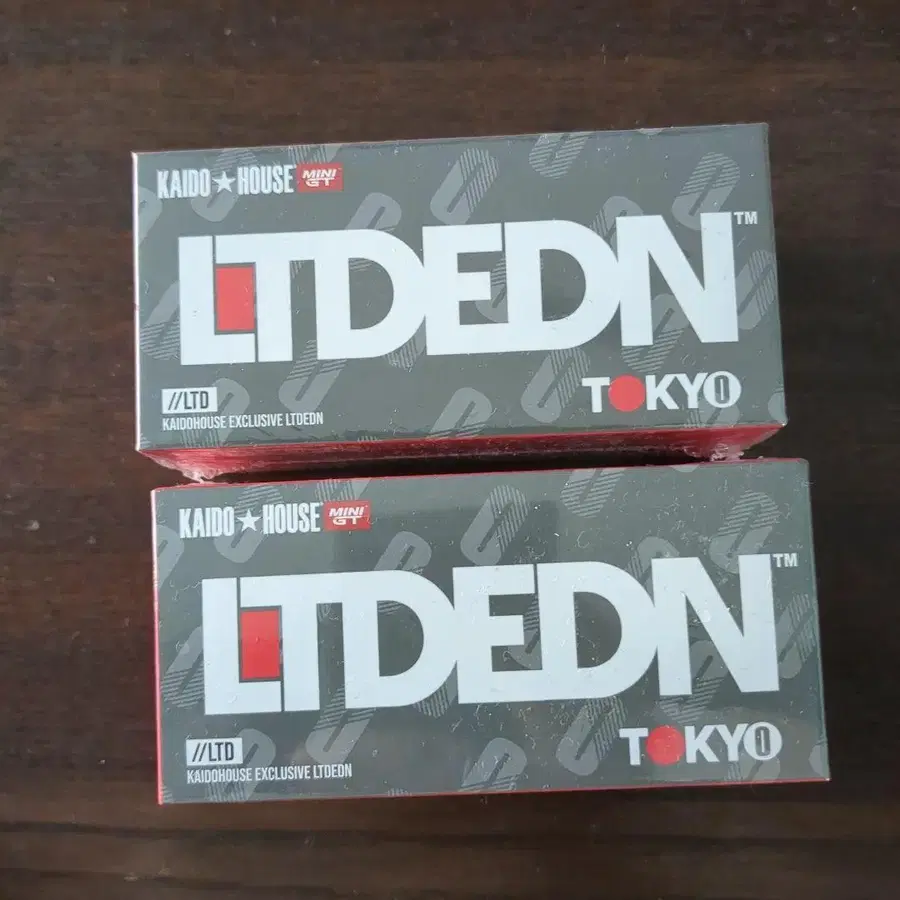 KAIDO★HOUSE MINI GT
LTDEDN™
TOKYO
//LTD
KAIDOHOUSE EXCLUSIVE LTDEDN
KAIDO★HOUSE MINI GT
LTDEDN™
TOKYO
//LTD
KAIDOHOUSE EXCLUSIVE LTDEDN